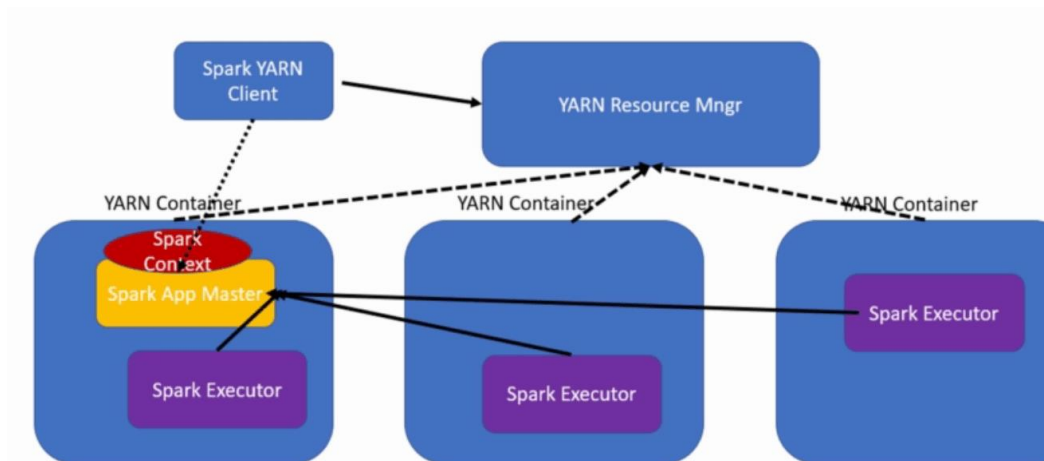 Spark YARN
Client
YARN Resource Mngr
YARN Container
YARN Container
YARN Container
Spark
Context
Spark App Master
Spark Executor
Spark Executor
Spark Executor